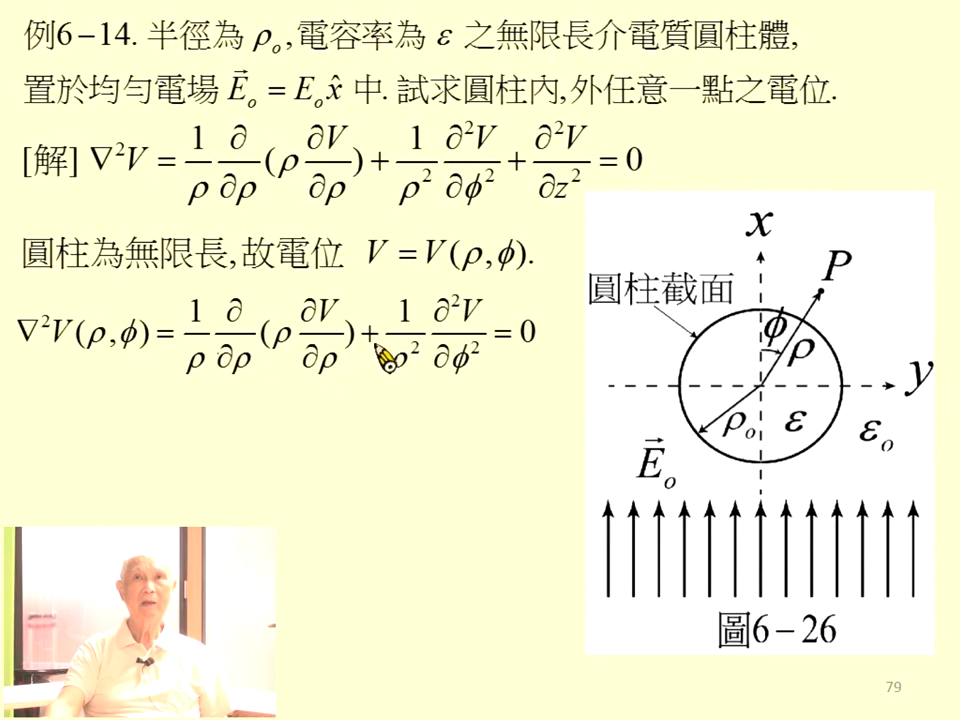 例6－14. 半徑為 ρₒ,電容率為 ε 之無限長介電質圓柱體,
置於均勻電場 E⃗ₒ = Eₒx̂ 中. 試求圓柱內,外任意一點之電位.
[解] ∇²V = 1/ρ ∂/∂ρ (ρ ∂V/∂ρ) + 1/ρ² ∂²V/∂φ² + ∂²V/∂z² = 0
圓柱為無限長,故電位 V = V(ρ,φ).
∇²V(ρ,φ) = 1/ρ ∂/∂ρ (ρ ∂V/∂ρ) + 1/ρ² ∂²V/∂φ² = 0
x
P
圓柱截面
φ
ρ
y
ρₒ ε εₒ
E⃗ₒ
圖6－26
79